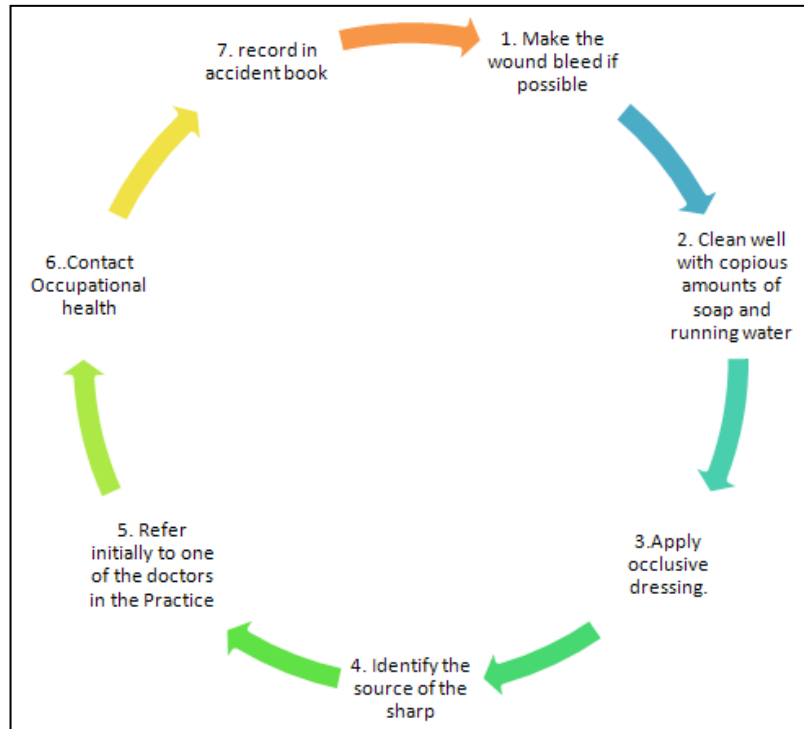 1. Make the
wound bleed if
possible
2. Clean well
with copious
amounts of
soap and
running water
3.Apply
occlusive
dressing.
4. Identify the
source of the
sharp
5. Refer
initially to one
of the doctors
in the Practice
6..Contact
Occupational
health
7. record in
accident book